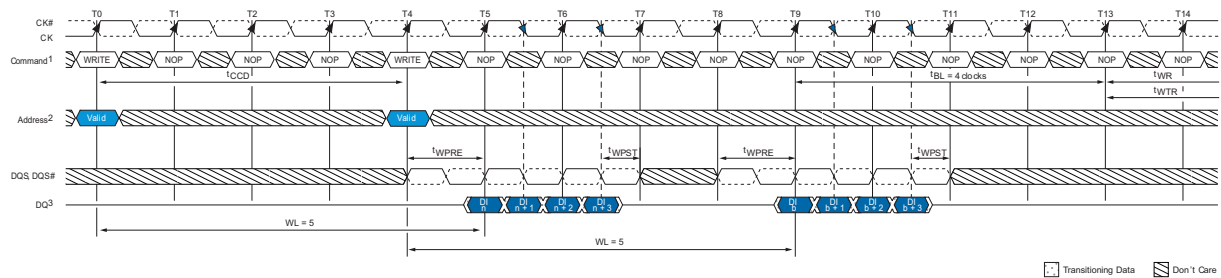 T0 T1 T2 T3 T4 T5 T6 T7 T8 T9 T10 T11 T12 T13 T14
CK#
CK
Command1 WRITE NOP NOP NOP WRITE NOP NOP NOP NOP NOP NOP NOP NOP NOP NOP
tCCD tBL = 4 clocks tWR
tWTR
Address2 Valid Valid
tWPRE tWPST tWPRE tWPST
DQS, DQS#
DQ3 DI n DI n + 1 DI n + 2 DI n + 3 DI b DI b + 1 DI b + 2 DI b + 3
WL = 5
WL = 5
Transitioning Data Don't Care